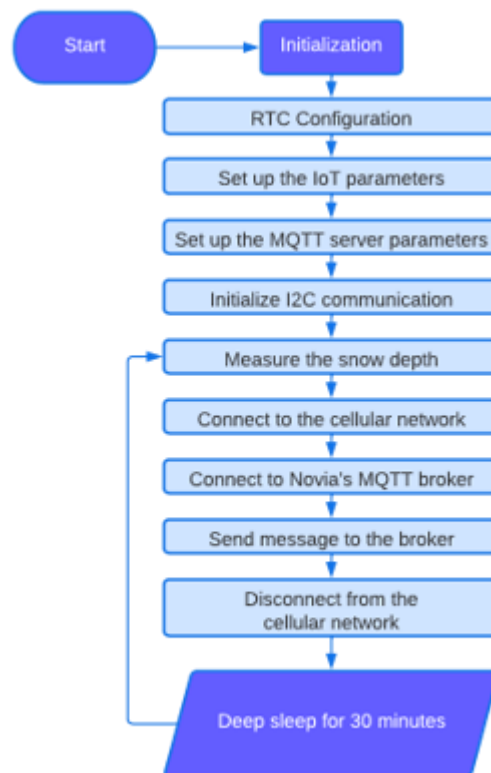 Start
Initialization
RTC Configuration
Set up the IoT parameters
Set up the MQTT server parameters
Initialize I2C communication
Measure the snow depth
Connect to the cellular network
Connect to Novia's MQTT broker
Send message to the broker
Disconnect from the
cellular network
Deep sleep for 30 minutes